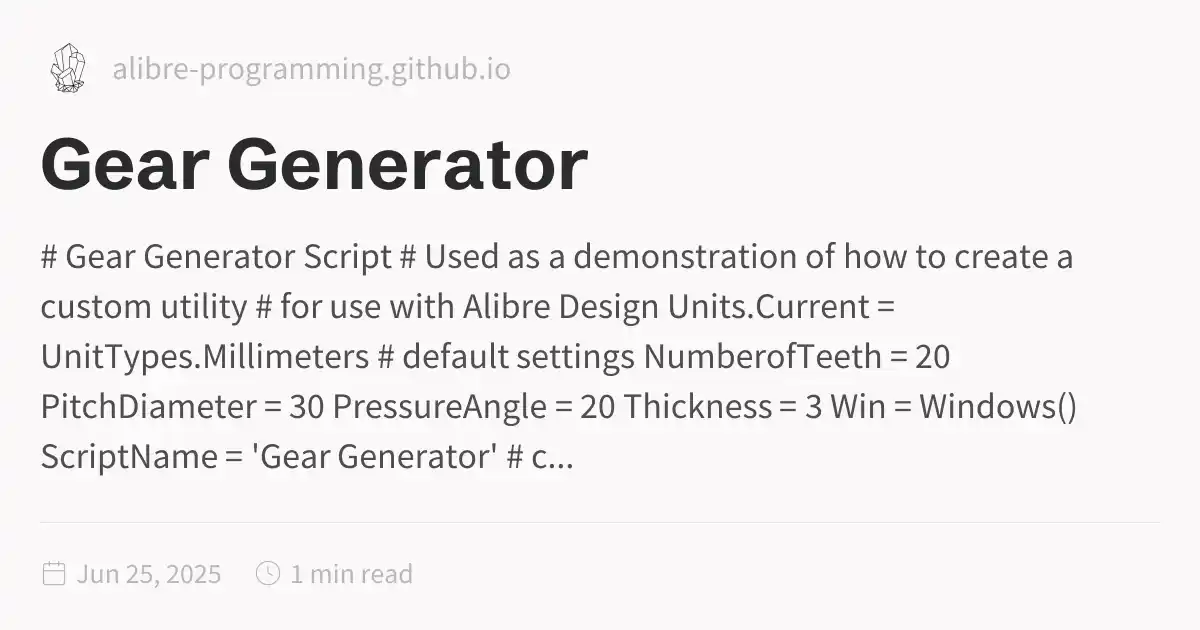 alibre-programming.github.io
Gear Generator
# Gear Generator Script # Used as a demonstration of how to create a
custom utility # for use with Alibre Design Units.Current =
UnitTypes.Millimeters # default settings NumberofTeeth = 20
PitchDiameter = 30 PressureAngle = 20 Thickness = 3 Win = Windows()
ScriptName = 'Gear Generator' # c...
Jun 25, 2025 1 min read